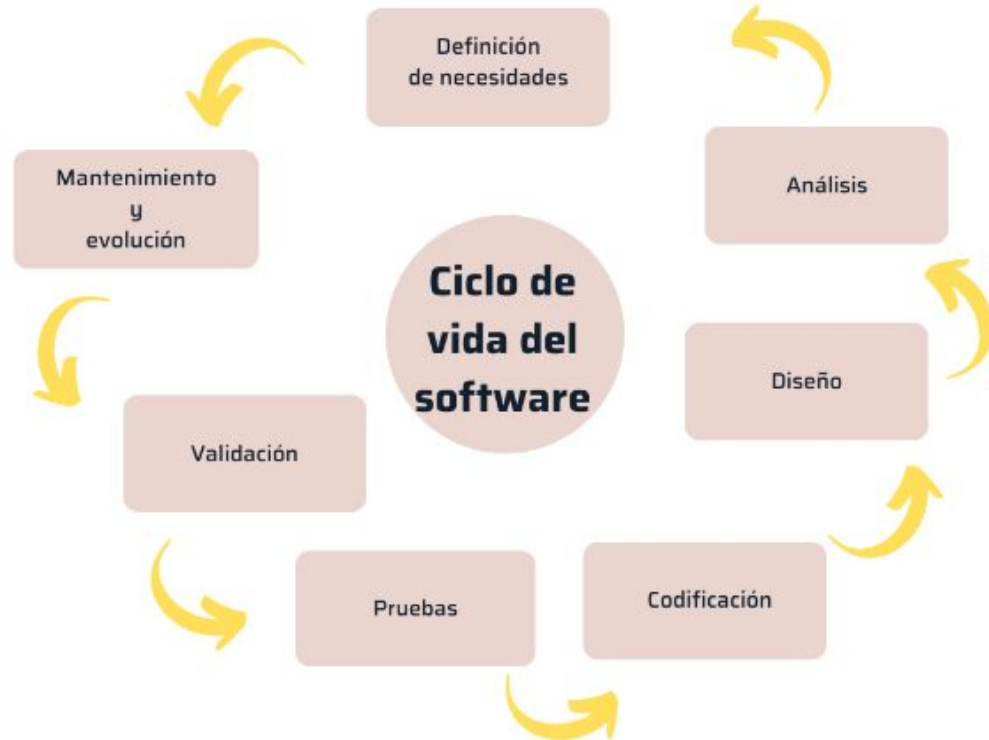 Definición
de necesidades
Análisis
Mantenimiento
y
evolución
Ciclo de
vida del
software
Diseño
Validación
Codificación
Pruebas